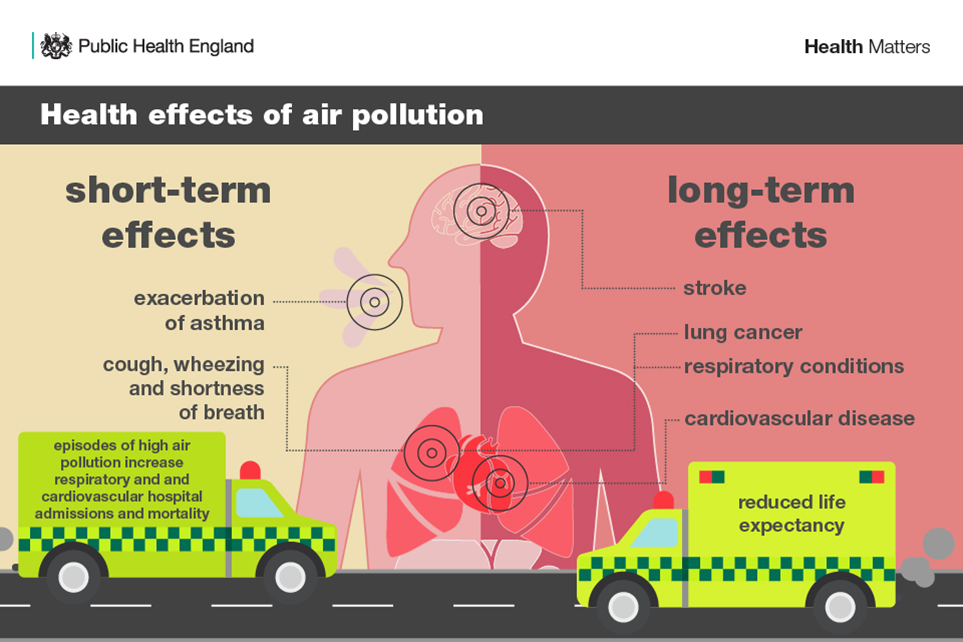 Public Health England
Health Matters
Health effects of air pollution
short-term
effects
exacerbation
of asthma
cough, wheezing
and shortness
of breath
episodes of high air
pollution increase
respiratory and and
cardiovascular hospital
admissions and mortality
long-term
effects
stroke
lung cancer
respiratory conditions
cardiovascular disease
reduced life
expectancy